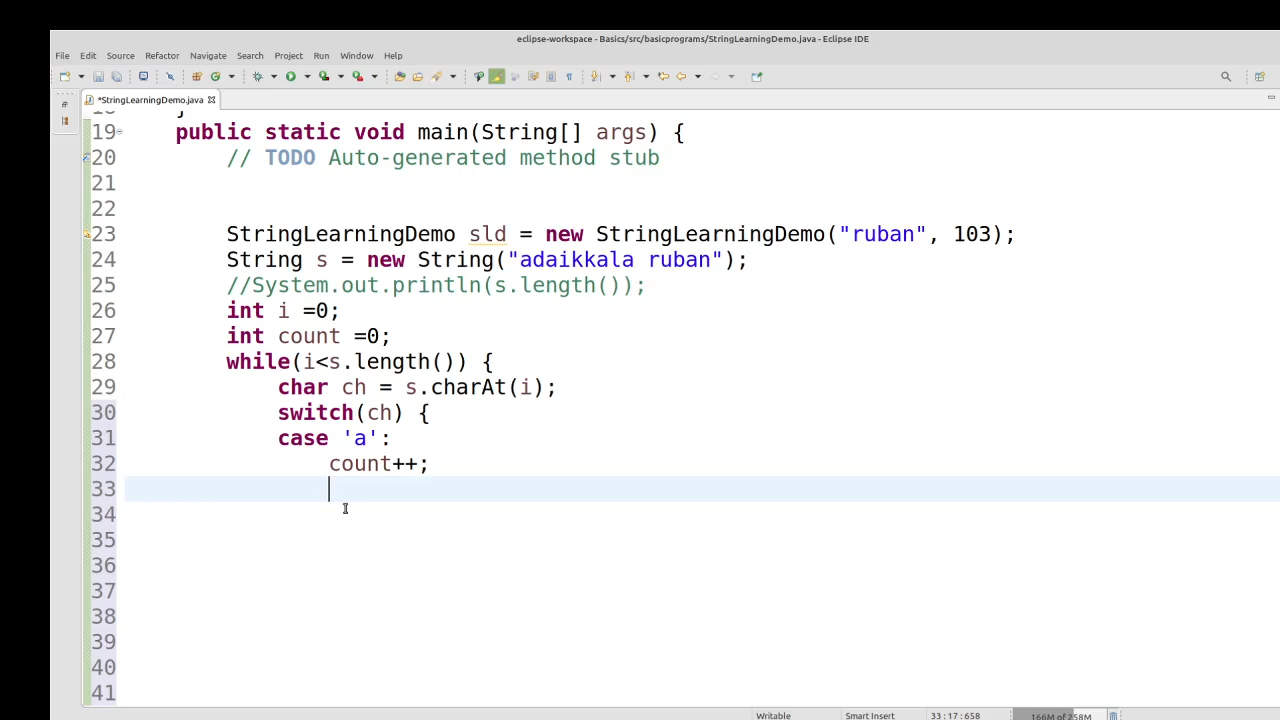 eclipse-workspace - Basics/src/basicprograms/StringLearningDemo.java - Eclipse IDE
File Edit Source Refactor Navigate Search Project Run Window Help
*StringLearningDemo.java
19 public static void main(String[] args) {
20 // TODO Auto-generated method stub
21
22
23 StringLearningDemo sld = new StringLearningDemo("ruban", 103);
24 String s = new String("adaikkala ruban");
25 //System.out.println(s.length());
26 int i =0;
27 int count =0;
28 while(i<s.length()) {
29 char ch = s.charAt(i);
30 switch(ch) {
31 case 'a':
32 count++;
33
34
35
36
37
38
39
40
41
Writable Smart Insert 33 : 17 : 658 166M of 258M